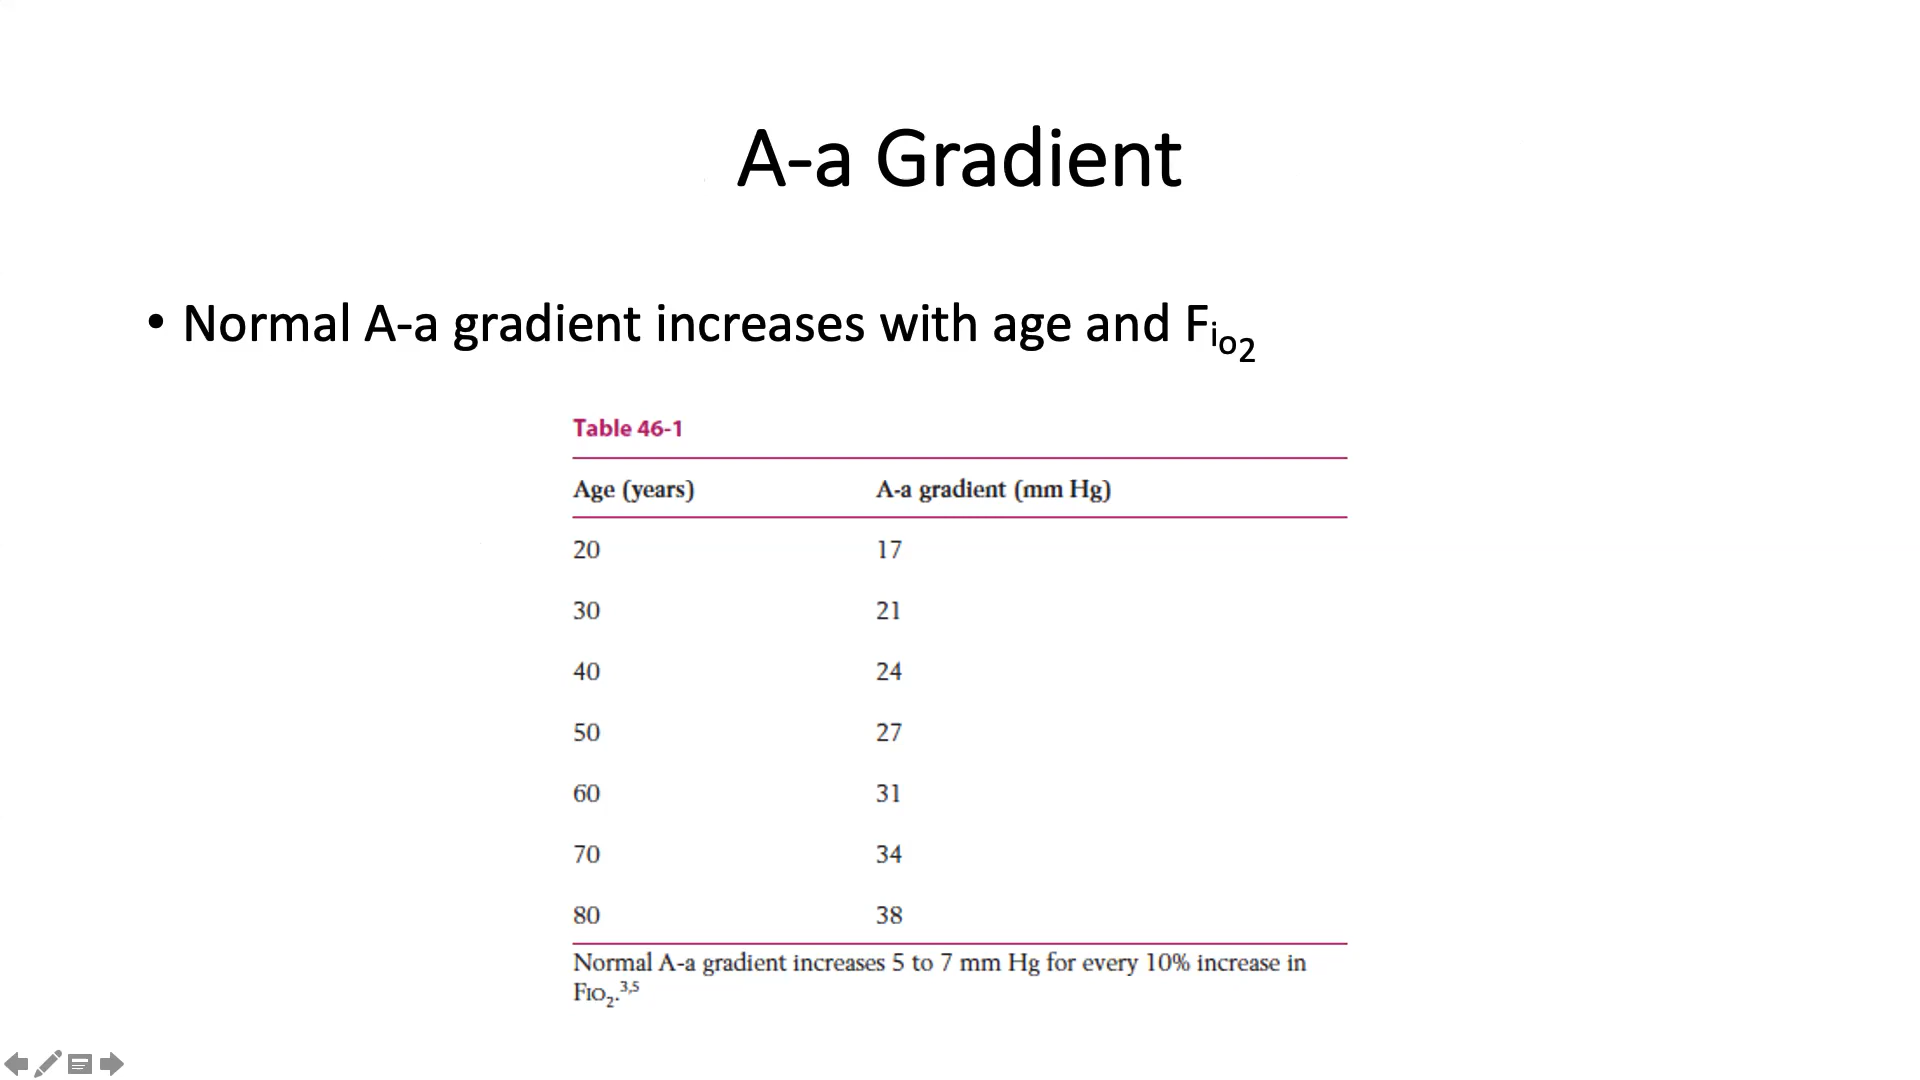 A-a Gradient
• Normal A-a gradient increases with age and Fio2
Table 46-1
Age (years) A-a gradient (mm Hg)
20 17
30 21
40 24
50 27
60 31
70 34
80 38
Normal A-a gradient increases 5 to 7 mm Hg for every 10% increase in
FIO2.3,5